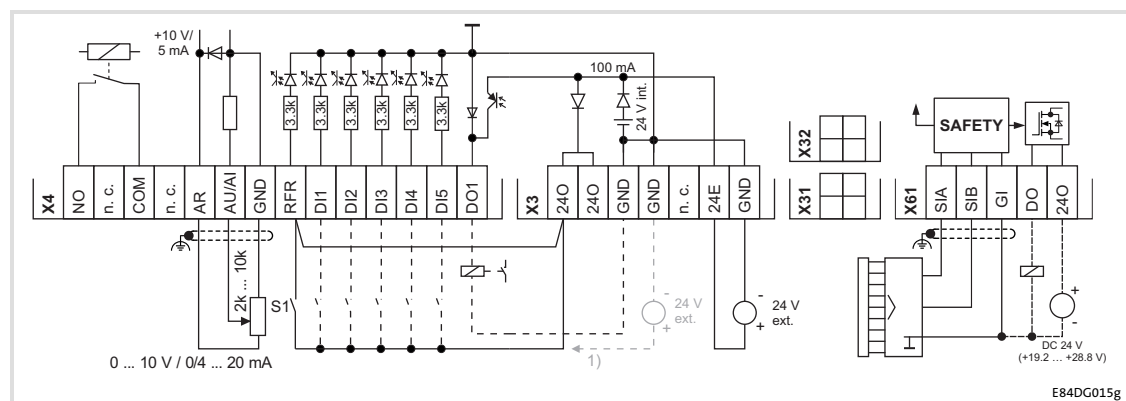 +10 V/
5 mA
3.3k
3.3k
3.3k
3.3k
3.3k
3.3k
100 mA
24 V int.
SAFETY
X4
NO
n. c.
COM
n. c.
AR
AU/AI
GND
RFR
DI1
DI2
DI3
DI4
DI5
DO1
X3
24O
24O
GND
GND
n. c.
24E
GND
X32
X31
X61
SIA
SIB
GI
DO
24O
2k ... 10k
S1
0 ... 10 V / 0/4 ... 20 mA
1)
-
24 V
ext.
+
-
24 V
ext.
+
+
-
DC 24 V
(+19.2 ... +28.8 V)
E84DG015g